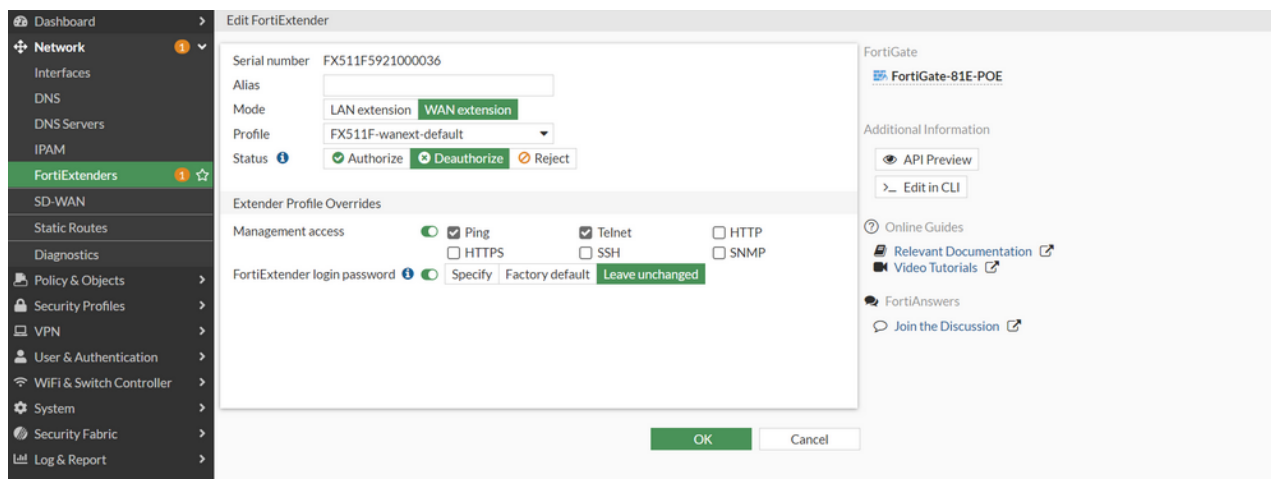 Dashboard
Network 1
Interfaces
DNS
DNS Servers
IPAM
FortiExtenders 1
SD-WAN
Static Routes
Diagnostics
Policy & Objects
Security Profiles
VPN
User & Authentication
WiFi & Switch Controller
System
Security Fabric
Log & Report
Edit FortiExtender
Serial number FX511F5921000036
Alias
Mode LAN extension WAN extension
Profile FX511F-wanext-default
Status Authorize Deauthorize Reject
Extender Profile Overrides
Management access Ping Telnet HTTP
HTTPS SSH SNMP
FortiExtender login password Specify Factory default Leave unchanged
OK Cancel
FortiGate
FortiGate-81E-POE
Additional Information
API Preview
>_ Edit in CLI
Online Guides
Relevant Documentation
Video Tutorials
FortiAnswers
Join the Discussion